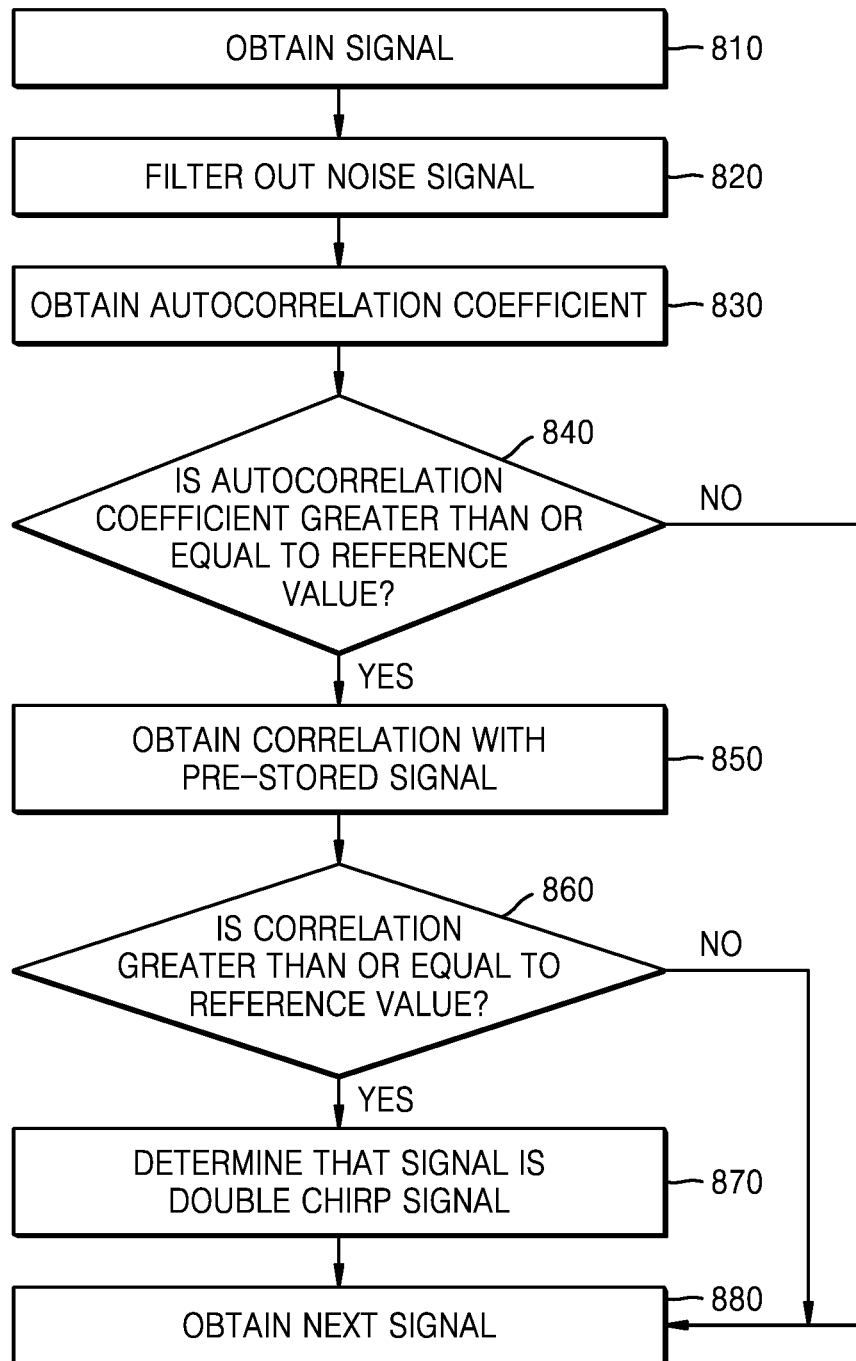 OBTAIN SIGNAL
810
FILTER OUT NOISE SIGNAL
820
OBTAIN AUTOCORRELATION COEFFICIENT
830
840
IS AUTOCORRELATION
COEFFICIENT GREATER THAN OR
EQUAL TO REFERENCE
VALUE?
NO
YES
OBTAIN CORRELATION WITH
PRE-STORED SIGNAL
850
860
IS CORRELATION
GREATER THAN OR EQUAL TO
REFERENCE VALUE?
NO
YES
DETERMINE THAT SIGNAL IS
DOUBLE CHIRP SIGNAL
870
880
OBTAIN NEXT SIGNAL